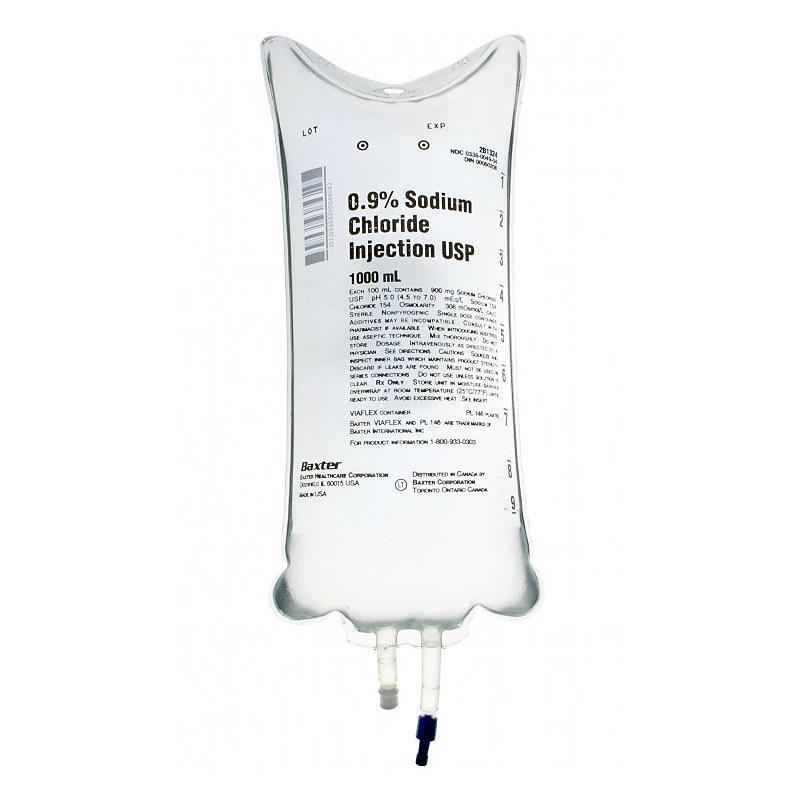 LOT
EXP
2B1324
NDC 0338-0049-04
DIN 00060208
0.9% Sodium
Chloride
Injection USP
1000 mL
EACH 100 mL CONTAINS 900 mg SODIUM CHLORIDE
USP pH 5.0 (4.5 TO 7.0) mEq/L SODIUM 154
CHLORIDE 154 OSMOLARITY 308 mOsmol/L (CALC)
STERILE NONPYROGENIC SINGLE DOSE CONTAINER
ADDITIVES MAY BE INCOMPATIBLE CONSULT WITH
PHARMACIST IF AVAILABLE WHEN INTRODUCING ADDITIVES
USE ASEPTIC TECHNIQUE MIX THOROUGHLY DO NOT
STORE DOSAGE INTRAVENOUSLY AS DIRECTED BY A
PHYSICIAN SEE DIRECTIONS CAUTIONS SQUEEZE AND
INSPECT INNER BAG WHICH MAINTAINS PRODUCT STERILITY
DISCARD IF LEAKS ARE FOUND MUST NOT BE USED IN
SERIES CONNECTIONS DO NOT USE UNLESS SOLUTION IS
CLEAR RX ONLY STORE UNIT IN MOISTURE BARRIER
OVERWRAP AT ROOM TEMPERATURE (25°C/77°F) UNTIL
READY TO USE AVOID EXCESSIVE HEAT SEE INSERT
VIAFLEX CONTAINER PL 146 PLASTIC
BAXTER VIAFLEX AND PL 146 ARE TRADEMARKS OF
BAXTER INTERNATIONAL INC
FOR PRODUCT INFORMATION 1-800-933-0303
Baxter
BAXTER HEALTHCARE CORPORATION
DEERFIELD IL 60015 USA
MADE IN USA
LT
DISTRIBUTED IN CANADA BY
BAXTER CORPORATION
TORONTO ONTARIO CANADA
1
2
3
4
5
6
7
8
9